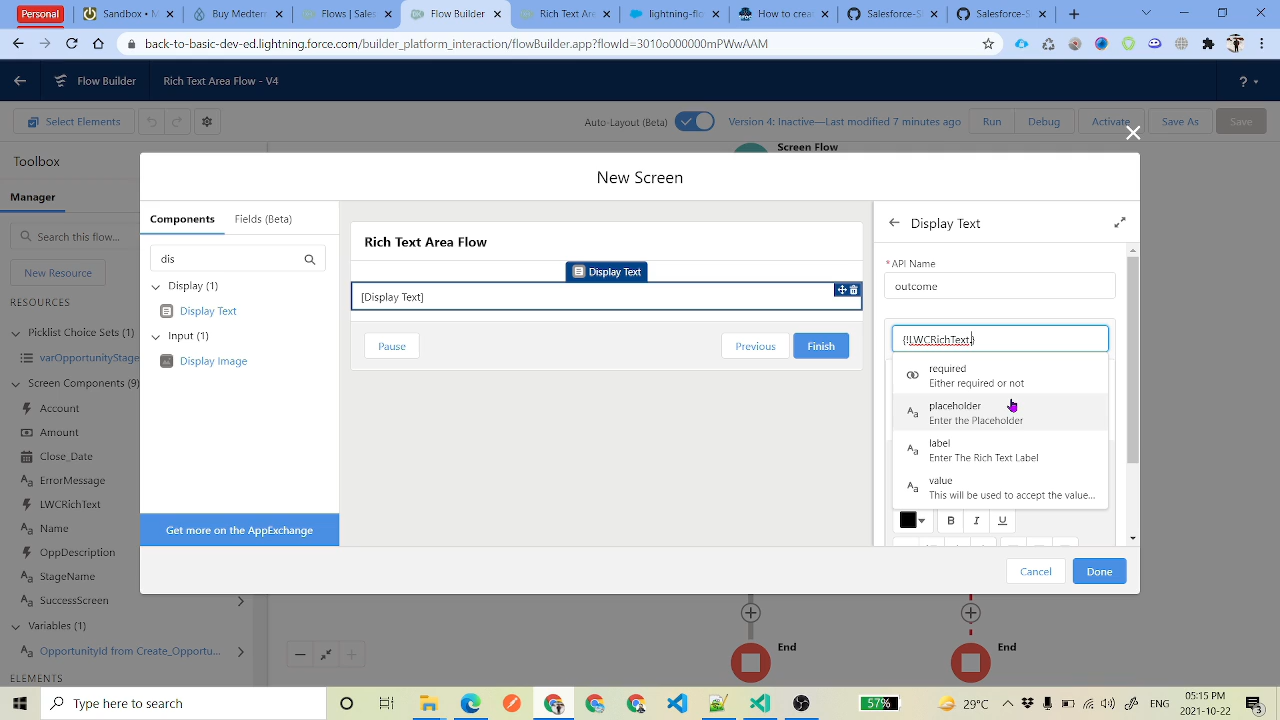 Personal
Sandbox - M
Buy Medterr
Flows | Sales
Flow Builder
Rich Text Are
lightning-flo
How to creat
Salesforce-S
Salesforce-S
back-to-basic-dev-ed.lightning.force.com/builder_platform_interaction/flowBuilder.app?flowId=3010o000000mPWwAAM
Flow Builder
Rich Text Area Flow - V4
?
Select Elements
Auto-Layout (Beta)
Version 4: Inactive—Last modified 7 minutes ago
Run
Debug
Activate
Save As
Save
Screen Flow
Toolbox
Manager
Search this flow...
New Resource
RESOURCES
Picklist Choice Sets (1)
varOpportunityStage
Screen Components (9)
Account
Amount
Close_Date
ErrorMessage
LWCRichText
Name
OppDescription
StageName
SuccessScreen
Variables (1)
OpportunityId from Create_Opportu...
ELEMENTS
New Screen
Components
Fields (Beta)
dis
Display (1)
Display Text
Input (1)
Display Image
Get more on the AppExchange
Rich Text Area Flow
Display Text
[Display Text]
Pause
Previous
Finish
Display Text
*API Name
outcome
{!LWCRichText.}
required
Either required or not
placeholder
Enter the Placeholder
label
Enter The Rich Text Label
value
This will be used to accept the value...
B I U
Cancel
Done
End
End
Type here to search
57%
29°C
ENG
05:15 PM
2021-10-22
3